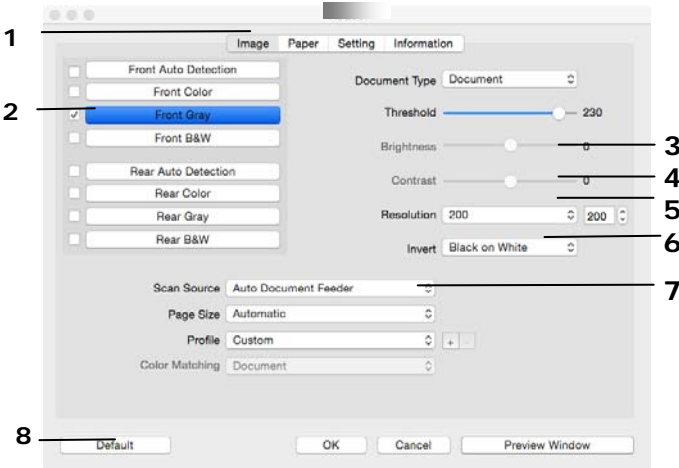 1
Image Paper Setting Information
Front Auto Detection
Front Color
2
Front Gray
Front B&W
Rear Auto Detection
Rear Color
Rear Gray
Rear B&W
Document Type Document
Threshold 230
Brightness 0 3
Contrast 0 4
5
Resolution 200 200
6
Invert Black on White
Scan Source Auto Document Feeder 7
Page Size Automatic
Profile Custom + -
Color Matching Document
8
Default OK Cancel Preview Window